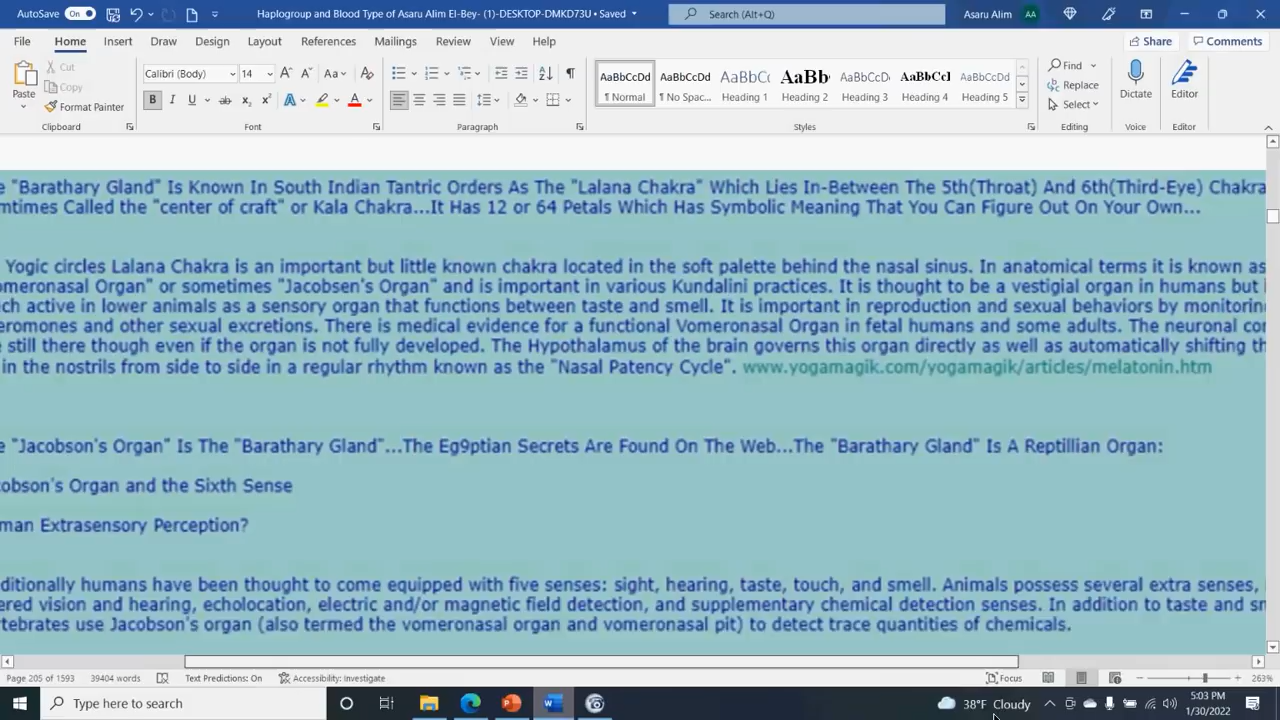 AutoSave On Haplogroup and Blood Type of Asaru Alim El-Bey- (1)-DESKTOP-DMKD73U • Saved Search (Alt+Q) Asaru Alim AA
File Home Insert Draw Design Layout References Mailings Review View Help Share Comments
Paste Cut Copy Format Painter
Calibri (Body) 14
AaBbCcDd ¶ Normal AaBbCcDd ¶ No Spac... AaBbCc Heading 1 AaBb Heading 2 AaBbCcDd Heading 3 AaBbCcI Heading 4 AaBbCcDd Heading 5
Find Replace Select Dictate Editor
Clipboard Font Paragraph Styles Editing Voice Editor
e "Barathary Gland" Is Known In South Indian Tantric Orders As The "Lalana Chakra" Which Lies In-Between The 5th(Throat) And 6th(Third-Eye) Chakra
mtimes Called the "center of craft" or Kala Chakra...It Has 12 or 64 Petals Which Has Symbolic Meaning That You Can Figure Out On Your Own...
Yogic circles Lalana Chakra is an important but little known chakra located in the soft palette behind the nasal sinus. In anatomical terms it is known as
omeronasal Organ" or sometimes "Jacobsen's Organ" and is important in various Kundalini practices. It is thought to be a vestigial organ in humans but i
ch active in lower animals as a sensory organ that functions between taste and smell. It is important in reproduction and sexual behaviors by monitorin
eromones and other sexual excretions. There is medical evidence for a functional Vomeronasal Organ in fetal humans and some adults. The neuronal cor
e still there though even if the organ is not fully developed. The Hypothalamus of the brain governs this organ directly as well as automatically shifting th
in the nostrils from side to side in a regular rhythm known as the "Nasal Patency Cycle". www.yogamagik.com/yogamagik/articles/melatonin.htm
e "Jacobson's Organ" Is The "Barathary Gland"...The Eg9ptian Secrets Are Found On The Web...The "Barathary Gland" Is A Reptillian Organ:
cobson's Organ and the Sixth Sense
man Extrasensory Perception?
ditionally humans have been thought to come equipped with five senses: sight, hearing, taste, touch, and smell. Animals possess several extra senses,
ered vision and hearing, echolocation, electric and/or magnetic field detection, and supplementary chemical detection senses. In addition to taste and sm
rtebrates use Jacobson's organ (also termed the vomeronasal organ and vomeronasal pit) to detect trace quantities of chemicals.
Page 205 of 1593 39404 words Text Predictions: On Accessibility: Investigate Focus 263%
Type here to search 38°F Cloudy 5:03 PM
1/30/2022